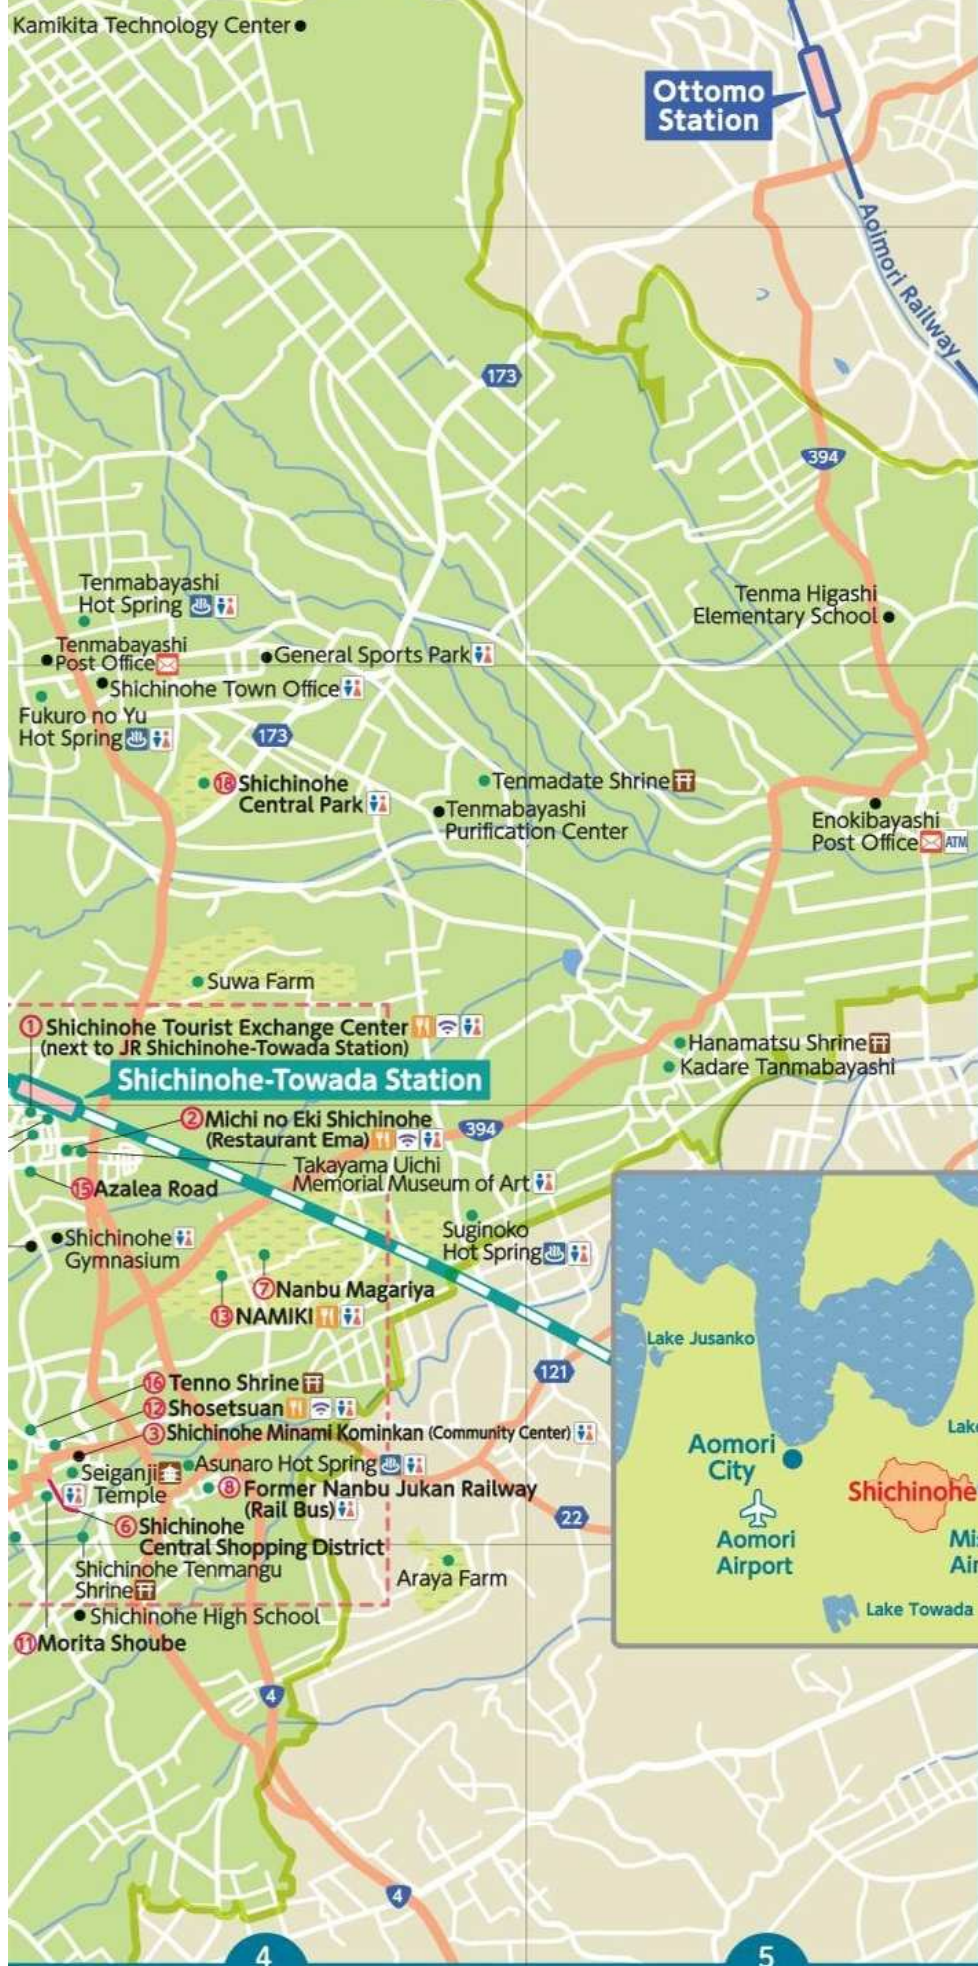 Kamikita Technology Center
Ottomo
Station
Aoimori Railway
173
394
Tenmabayashi
Hot Spring
Tenma Higashi
Elementary School
Tenmabayashi
Post Office
General Sports Park
Shichinohe Town Office
Fukuro no Yu
Hot Spring
173
18 Shichinohe
Central Park
Tenmadate Shrine
Tenmabayashi
Purification Center
Enokibayashi
Post Office ATM
Suwa Farm
1 Shichinohe Tourist Exchange Center
(next to JR Shichinohe-Towada Station)
Hanamatsu Shrine
Kadare Tanmabayashi
Shichinohe-Towada Station
2 Michi no Eki Shichinohe
(Restaurant Ema)
394
Takayama Uichi
Memorial Museum of Art
15 Azalea Road
Suginoko
Hot Spring
Shichinohe
Gymnasium
7 Nanbu Magariya
13 NAMIKI
Lake Jusanko
121
16 Tenno Shrine
12 Shosetsuan
3 Shichinohe Minami Kominkan (Community Center)
Lake
Aomori
City
Seiganji
Temple
Asunaro Hot Spring
8 Former Nanbu Jukan Railway
(Rail Bus)
Shichinohe
22
6 Shichinohe
Central Shopping District
Aomori
Airport
Mis
Air
Shichinohe Tenmangu
Shrine
Araya Farm
Lake Towada
Shichinohe High School
11 Morita Shoube
4
4
4
5